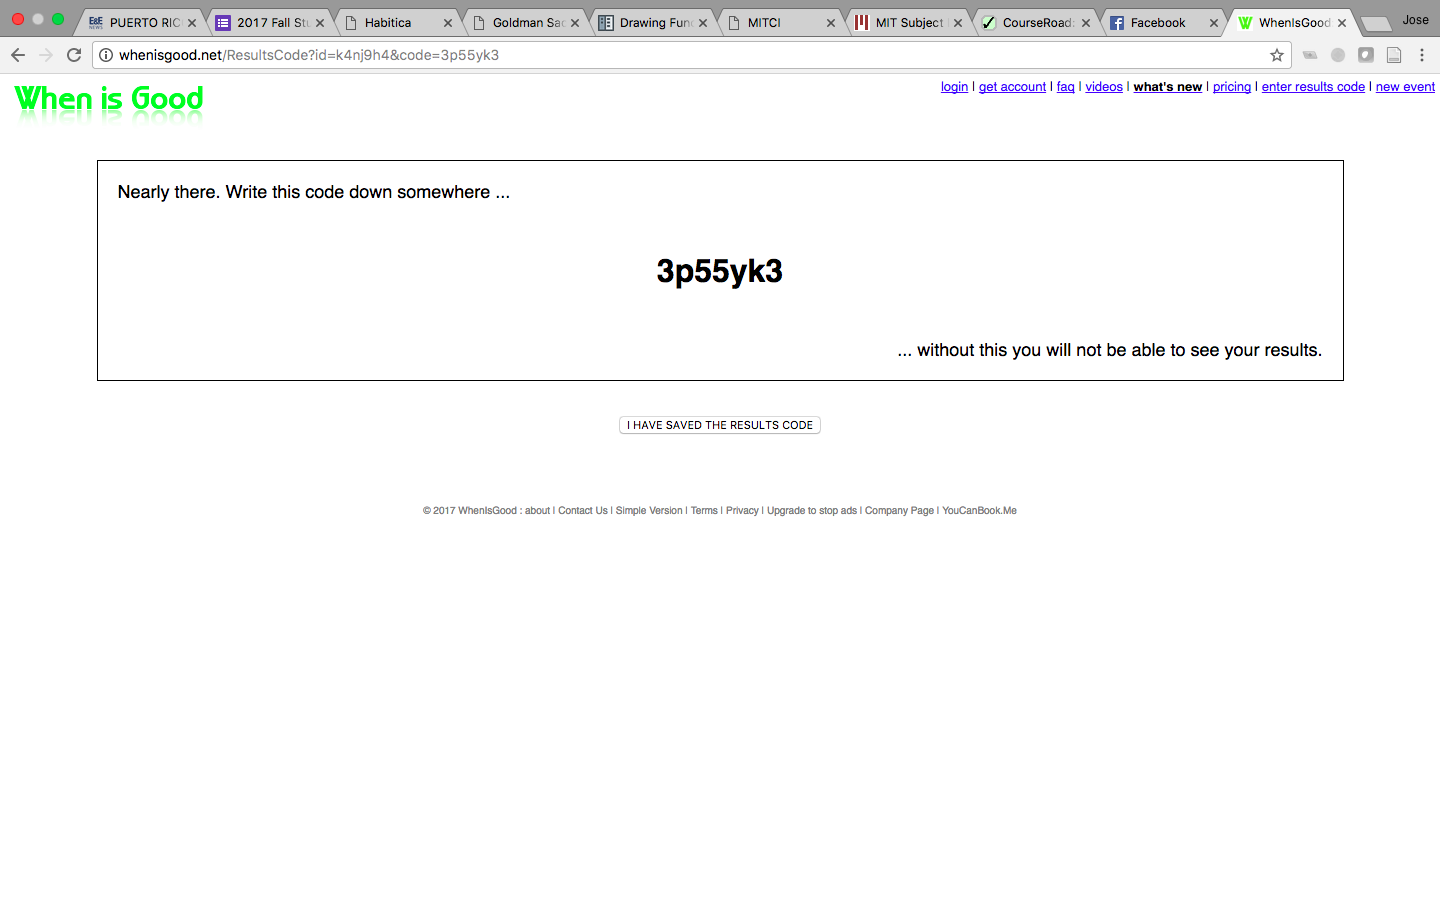 PUERTO RIC
2017 Fall Stu
Habitica
Goldman Sac
Drawing Func
MITCI
MIT Subject
CourseRoad:
Facebook
WhenIsGood
Jose
whenisgood.net/ResultsCode?id=k4nj9h4&code=3p55yk3
When is Good
login | get account | faq | videos | what's new | pricing | enter results code | new event
Nearly there. Write this code down somewhere ...
3p55yk3
... without this you will not be able to see your results.
I HAVE SAVED THE RESULTS CODE
© 2017 WhenIsGood : about | Contact Us | Simple Version | Terms | Privacy | Upgrade to stop ads | Company Page | YouCanBook.Me